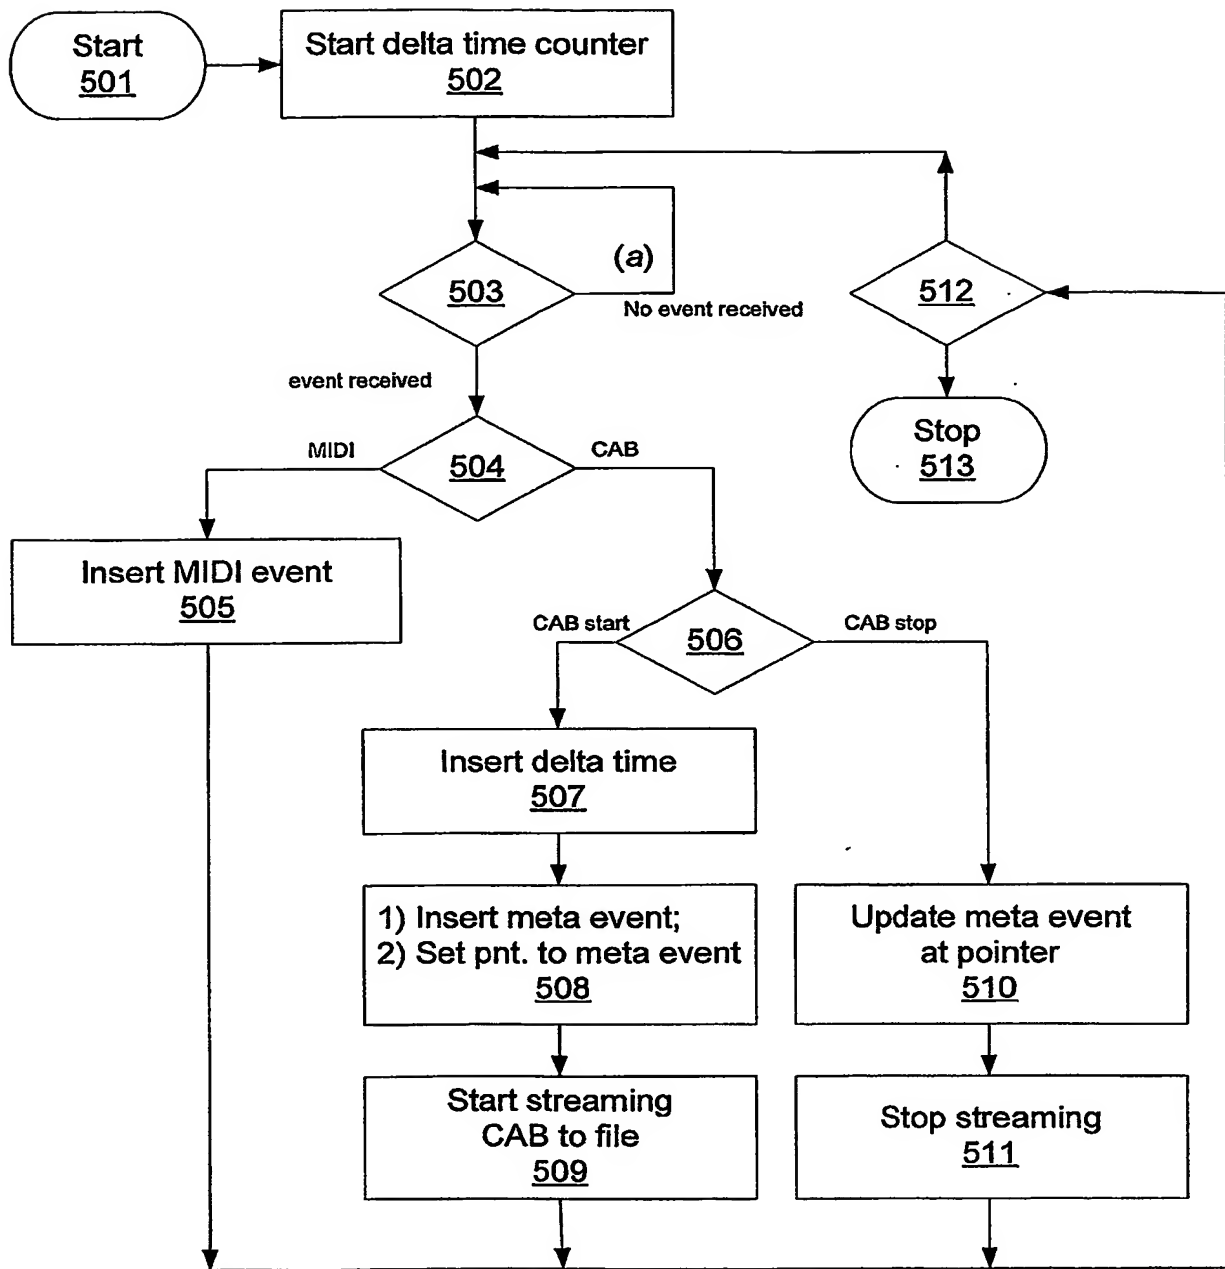 Start
501
Start delta time counter
502
503
(a)
No event received
512
event received
Stop
513
MIDI
504
CAB
Insert MIDI event
505
CAB start
506
CAB stop
Insert delta time
507
1) Insert meta event;
2) Set pnt. to meta event
508
Update meta event
at pointer
510
Start streaming
CAB to file
509
Stop streaming
511